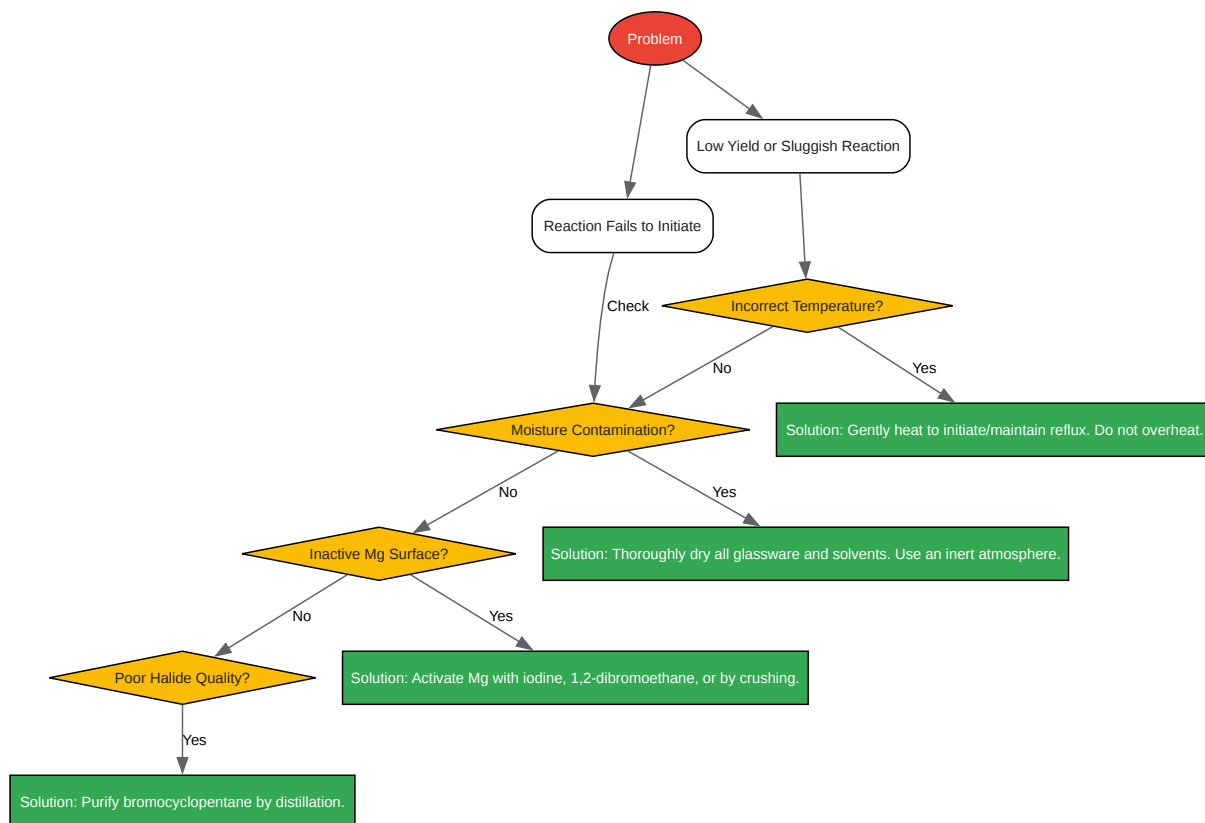 Problem
Low Yield or Sluggish Reaction
Reaction Fails to Initiate
Check
Incorrect Temperature?
No
Yes
Moisture Contamination?
Solution: Gently heat to initiate/maintain reflux. Do not overheat.
No
Yes
Inactive Mg Surface?
Solution: Thoroughly dry all glassware and solvents. Use an inert atmosphere.
No
Yes
Poor Halide Quality?
Solution: Activate Mg with iodine, 1,2-dibromoethane, or by crushing.
Yes
Solution: Purify bromocyclopentane by distillation.